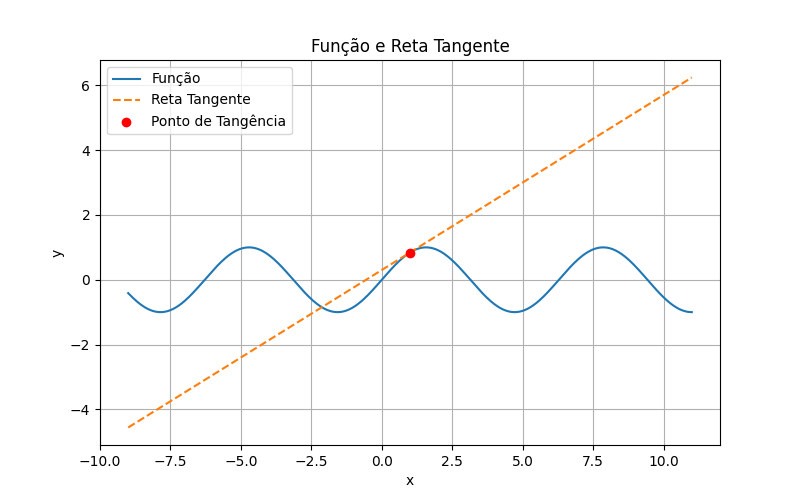 Função e Reta Tangente
Função
Reta Tangente
Ponto de Tangência
6
4
2
0
−2
−4
y
−10.0 −7.5 −5.0 −2.5 0.0 2.5 5.0 7.5 10.0
x